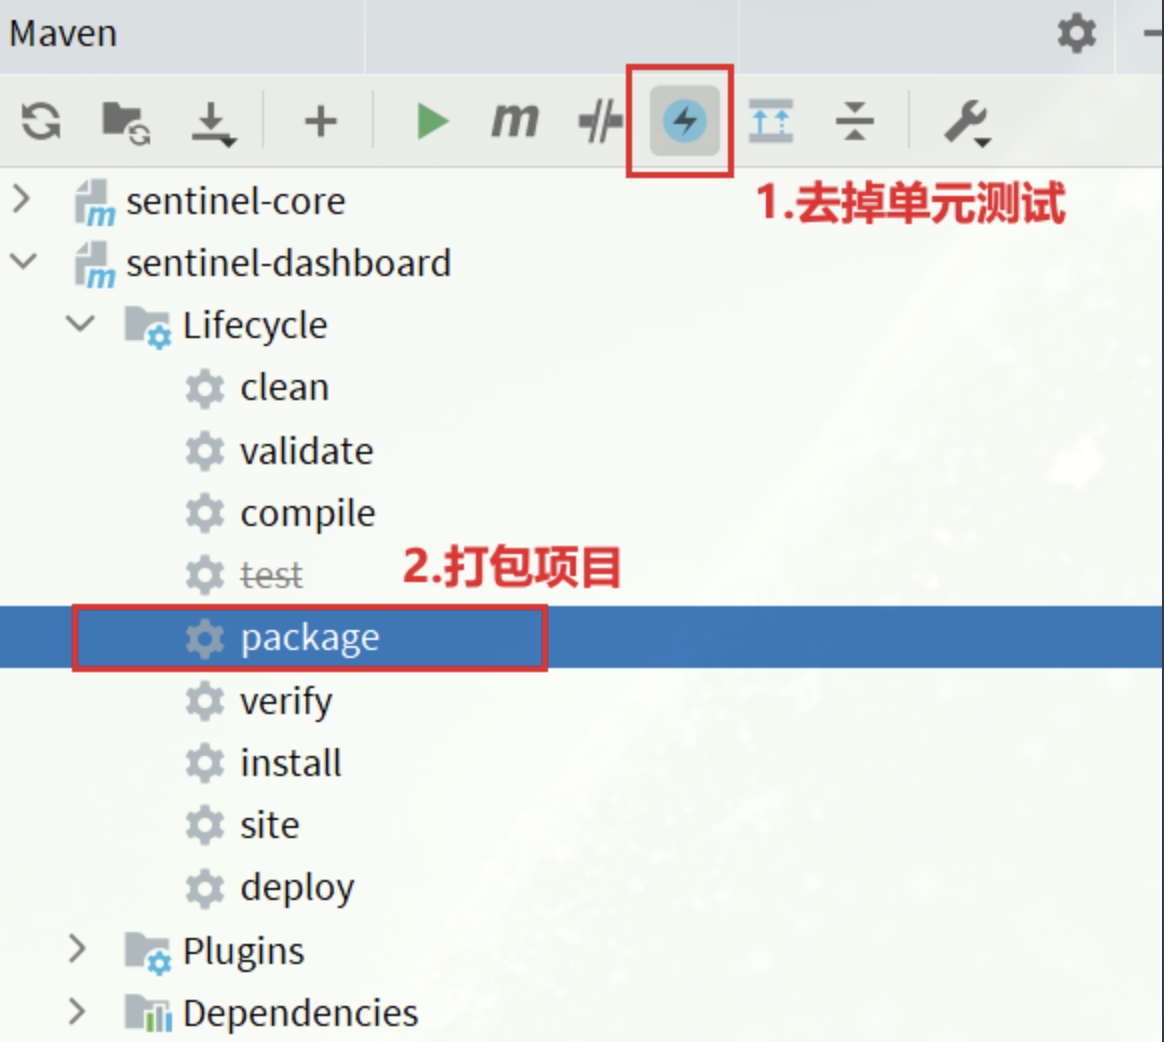 Maven
m
1.去掉单元测试
sentinel-core
sentinel-dashboard
Lifecycle
clean
validate
compile
test
2.打包项目
package
verify
install
site
deploy
Plugins
Dependencies